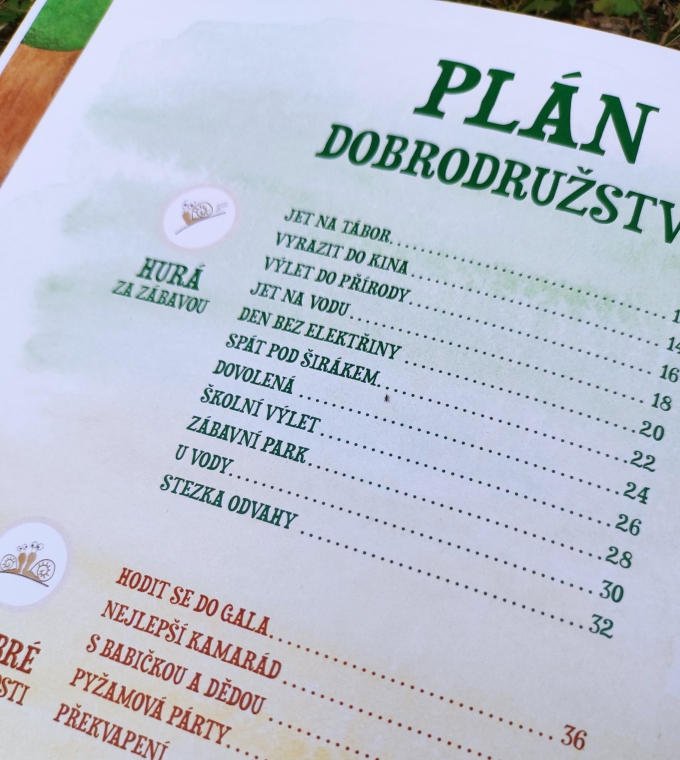 PLÁN
DOBRODRUŽSTV
HURÁ
ZA ZÁBAVOU
JET NA TÁBOR
VYRAZIT DO KINA 14
VÝLET DO PŘÍRODY 16
JET NA VODU 18
DEN BEZ ELEKTŘINY 20
SPÁT POD ŠIRÁKEM 22
DOVOLENÁ 24
ŠKOLNÍ VÝLET 26
ZÁBAVNÍ PARK 28
U VODY 30
STEZKA ODVAHY 32
HODIT SE DO GALA 36
NEJLEPŠÍ KAMARÁD
S BABIČKOU A DĚDOU
PYŽAMOVÁ PÁRTY
PŘEKVAPENÍ